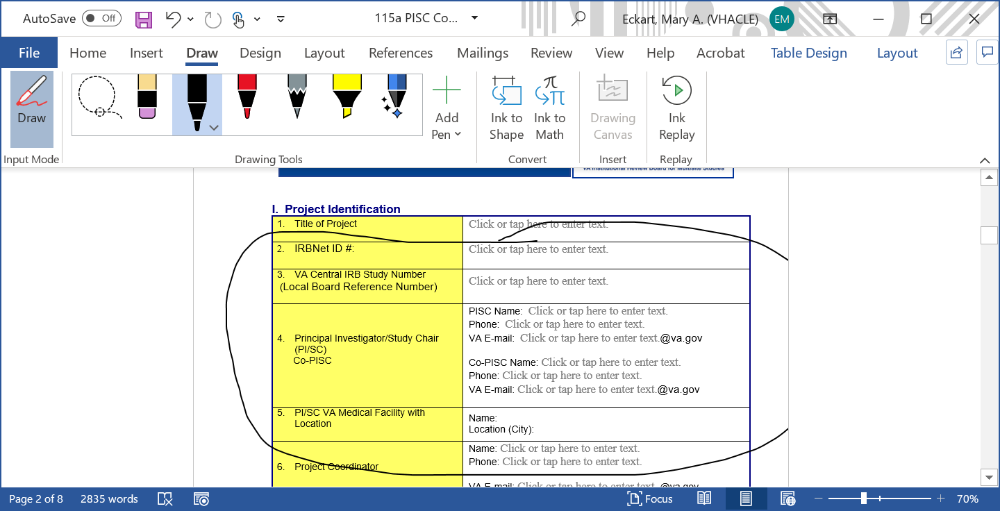 AutoSave Off 115a PISC Co... Eckart, Mary A. (VHACLE) EM
File Home Insert Draw Design Layout References Mailings Review View Help Acrobat Table Design Layout
Draw
Add Pen
Ink to Shape
Ink to Math
Drawing Canvas
Ink Replay
Input Mode Drawing Tools Convert Insert Replay
VA Institutional Review Board for Multisite Studies
I. Project Identification
1. Title of Project Click or tap here to enter text.
2. IRBNet ID #: Click or tap here to enter text.
3. VA Central IRB Study Number
(Local Board Reference Number)
Click or tap here to enter text.
4. Principal Investigator/Study Chair
(PI/SC)
Co-PISC
PISC Name: Click or tap here to enter text.
Phone: Click or tap here to enter text.
VA E-mail: Click or tap here to enter text.@va.gov
Co-PISC Name: Click or tap here to enter text.
Phone: Click or tap here to enter text.
VA E-mail: Click or tap here to enter text.@va.gov
5. PI/SC VA Medical Facility with
Location
Name:
Location (City):
6. Project Coordinator
Name: Click or tap here to enter text.
Phone: Click or tap here to enter text.
VA E-mail: Click or tap here to enter text. @va.gov
Page 2 of 8 2835 words Focus 70%